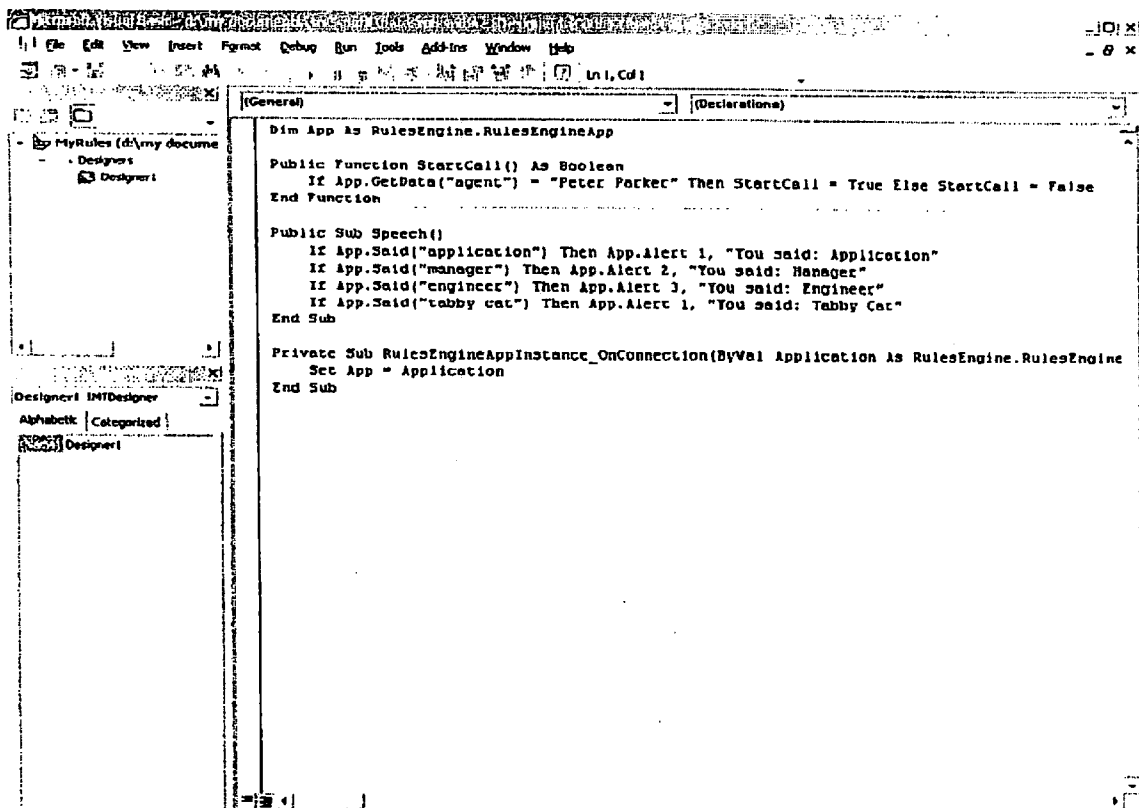 File Edit View Insert Format Debug Run Tools Add-Ins Window Help
Ln 1, Col 1
(General) (Declarations)
MyRules (d:\my docume
Designers
Designer1
Dim App As RulesEngine.RulesEngineApp
Public Function StartCall() As Boolean
If App.GetData("agent") = "Peter Parker" Then StartCall = True Else StartCall = False
End Function
Public Sub Speech()
If App.Said("application") Then App.Alert 1, "You said: Application"
If App.Said("manager") Then App.Alert 2, "You said: Manager"
If App.Said("engineer") Then App.Alert 3, "You said: Engineer"
If App.Said("tabby cat") Then App.Alert 1, "You said: Tabby Cat"
End Sub
Private Sub RulesEngineAppInstance_OnConnection(ByVal Application As RulesEngine.RulesEngine
Set App = Application
End Sub
Designer1 IMTDesigner
Alphabetic Categorized
Designer1